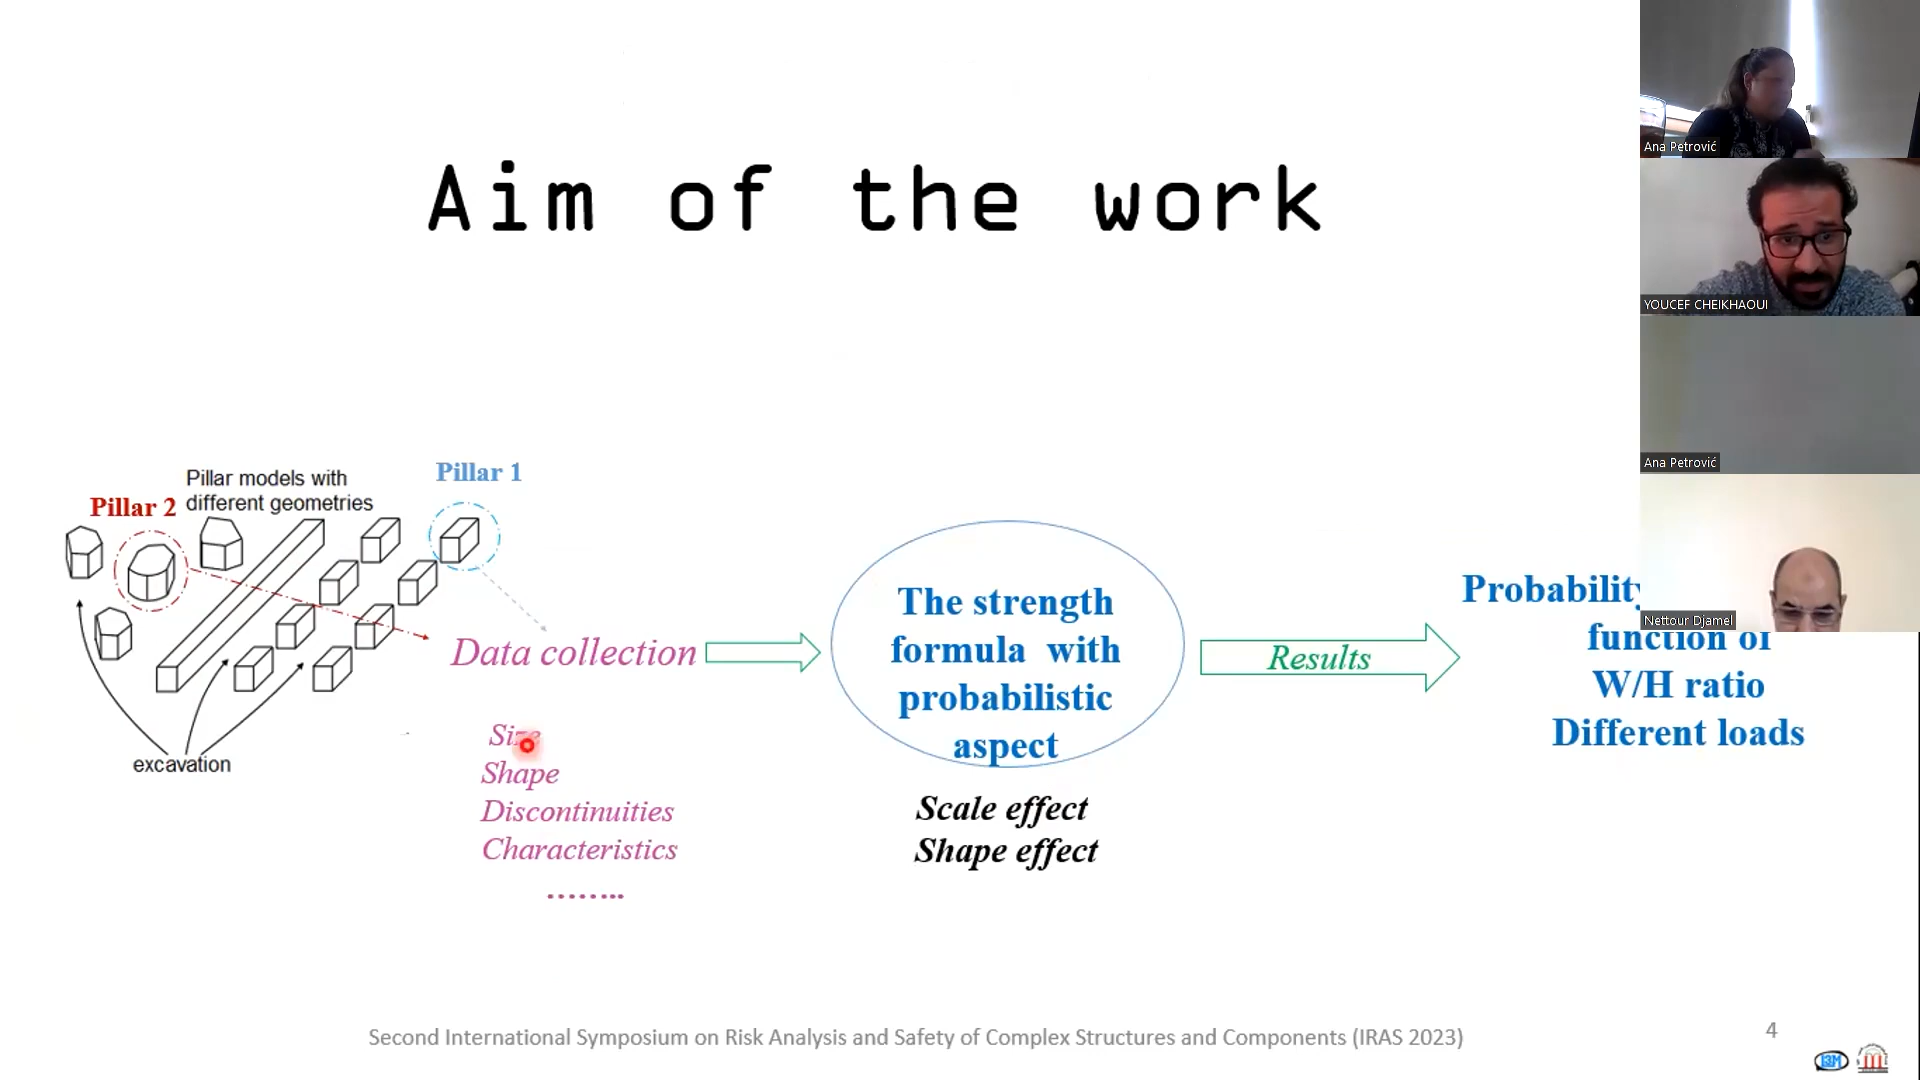 Aim of the work
Pillar 1
Pillar models with
different geometries
Pillar 2
excavation
Data collection
Size
Shape
Discontinuities
Characteristics
……..
The strength
formula with
probabilistic
aspect
Scale effect
Shape effect
Results
Probability
function of
W/H ratio
Different loads
Second International Symposium on Risk Analysis and Safety of Complex Structures and Components (IRAS 2023)
4
Ana Petrović
YOUCEF CHEIKHAOUI
Ana Petrović
Nettour Djamel